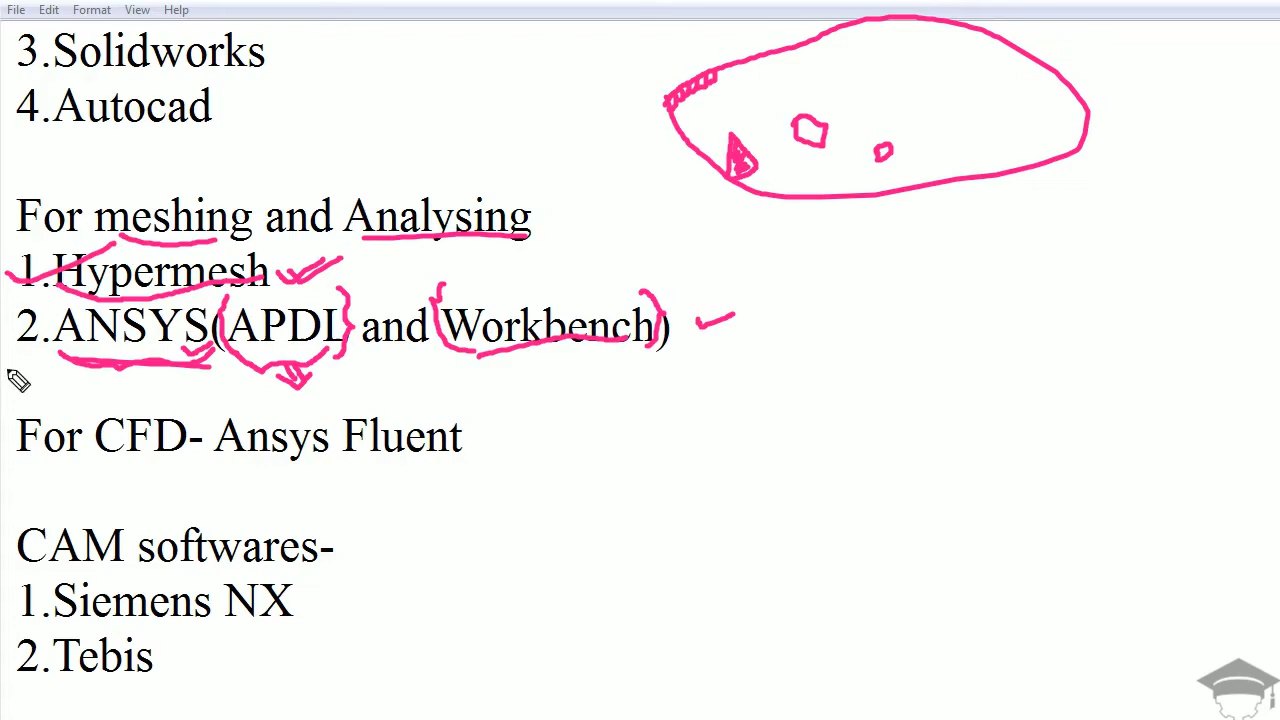 File Edit Format View Help
3.Solidworks
4.Autocad
For meshing and Analysing
1.Hypermesh
2.ANSYS(APDL and Workbench)
For CFD- Ansys Fluent
CAM softwares-
1.Siemens NX
2.Tebis